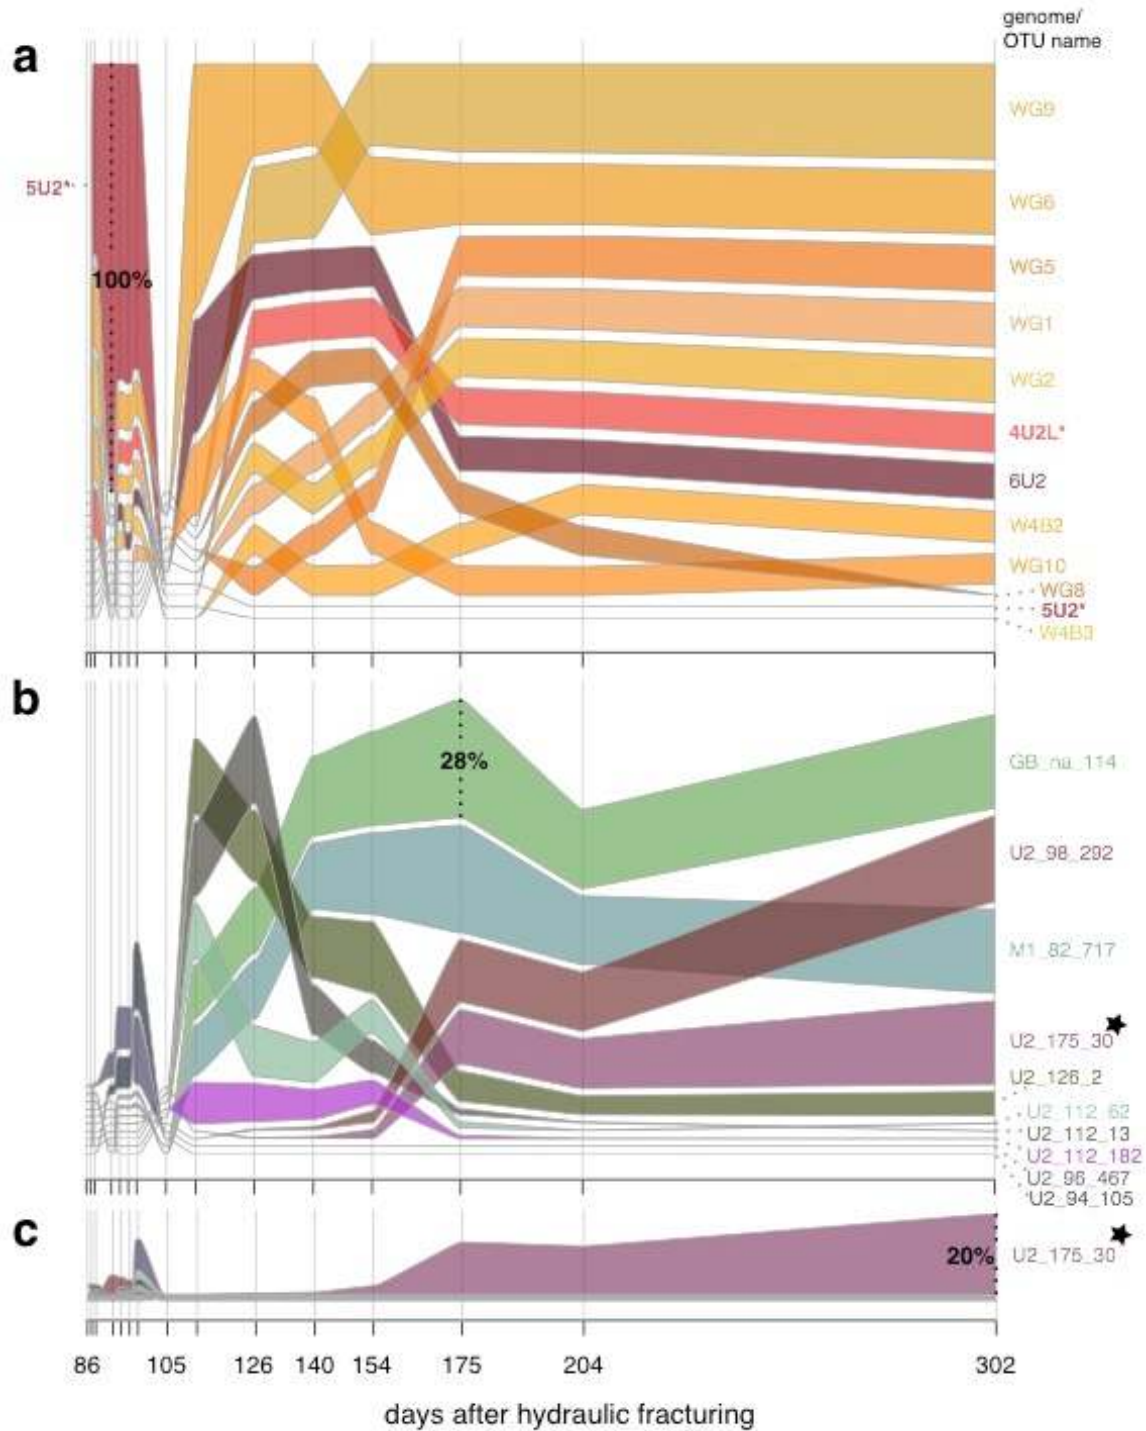 genome/
OTU name
a
WG9
5U2*
WG6
WG5
100%
WG1
WG2
4U2L*
6U2
W4B2
WG10
WG8
5U2*
W4B3
b
GB_na_114
28%
U2_98_292
M1_82_717
U2_175_30
U2_126_2
U2_112_62
U2_112_13
U2_112_182
U2_96_467
U2_94_105
c
20%
U2_175_30
86 105 126 140 154 175 204 302
days after hydraulic fracturing